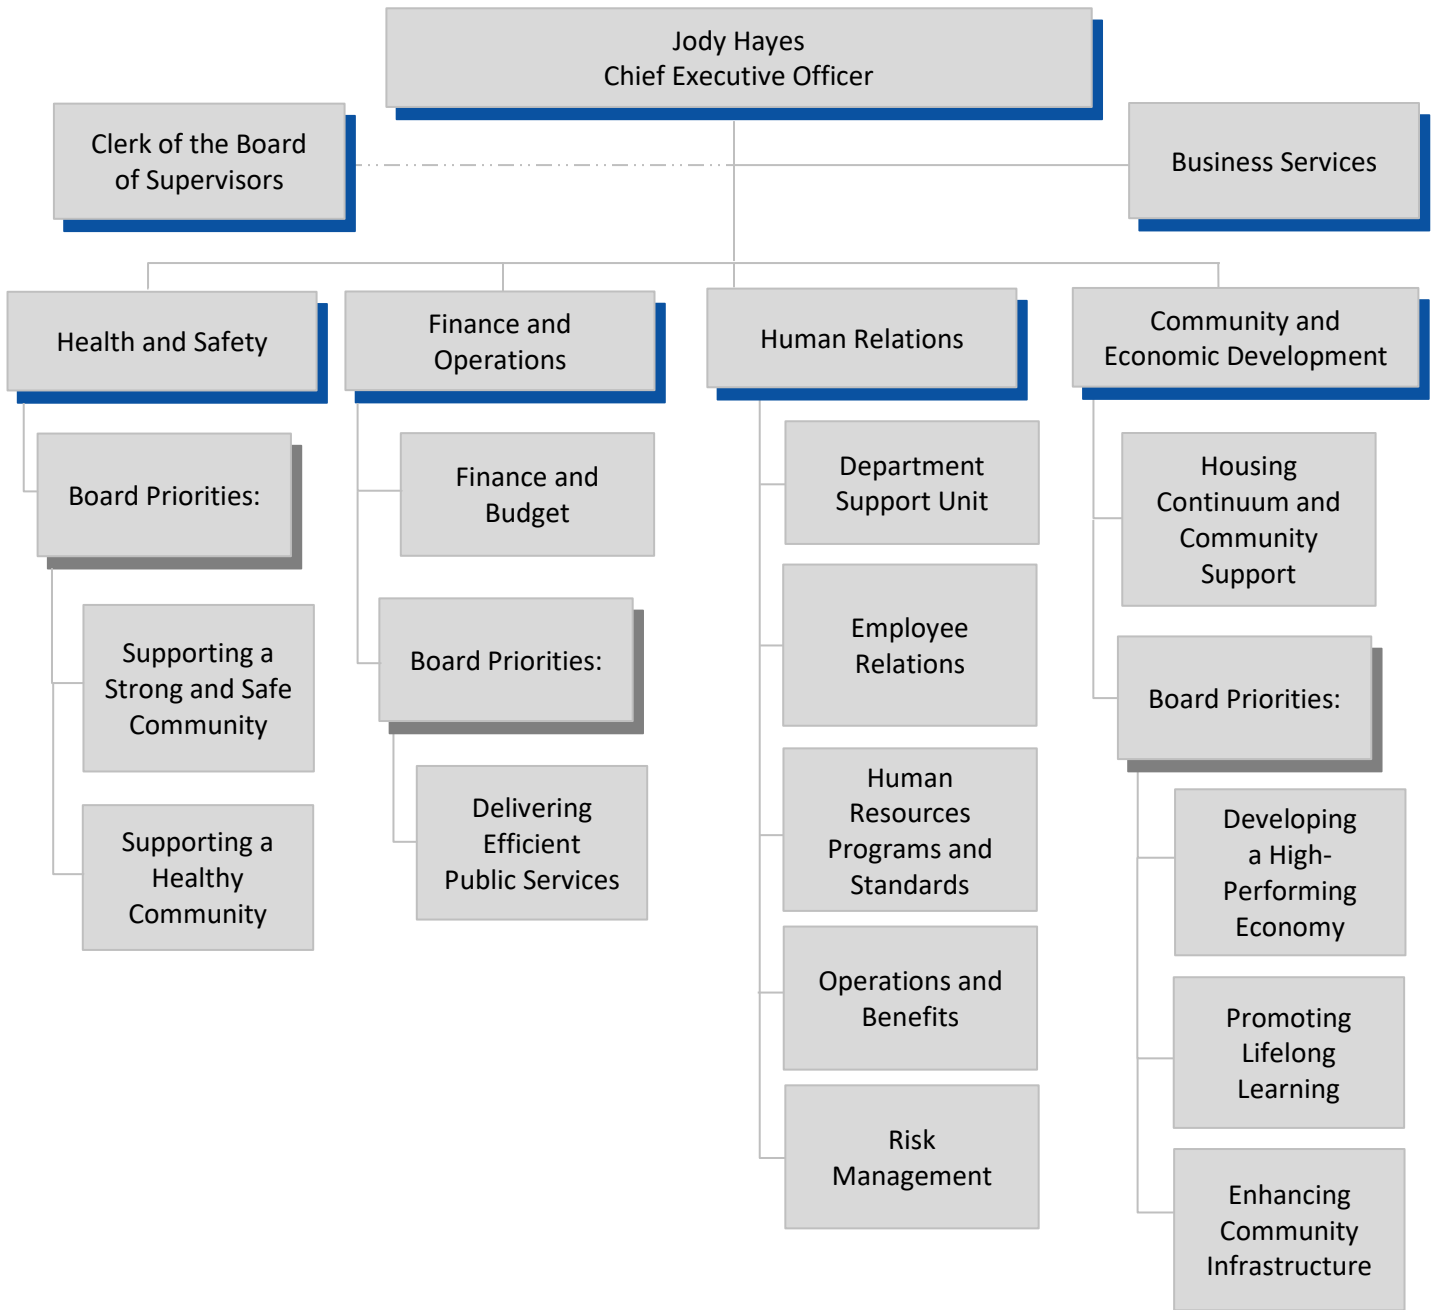 Jody Hayes
Chief Executive Officer
Clerk of the Board
of Supervisors
Business Services
Health and Safety
Finance and
Operations
Human Relations
Community and
Economic Development
Board Priorities:
Supporting a
Strong and Safe
Community
Supporting a
Healthy
Community
Finance and
Budget
Board Priorities:
Delivering
Efficient
Public Services
Department
Support Unit
Employee
Relations
Human
Resources
Programs and
Standards
Operations and
Benefits
Risk
Management
Housing
Continuum and
Community
Support
Board Priorities:
Developing
a High-
Performing
Economy
Promoting
Lifelong
Learning
Enhancing
Community
Infrastructure